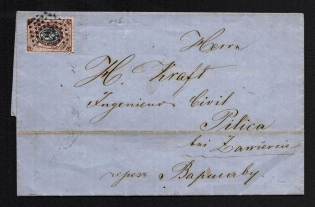 Herrn
H. Kraft
Ingenieur Civil
Pilica
bei Zawiercie
через Варшаву